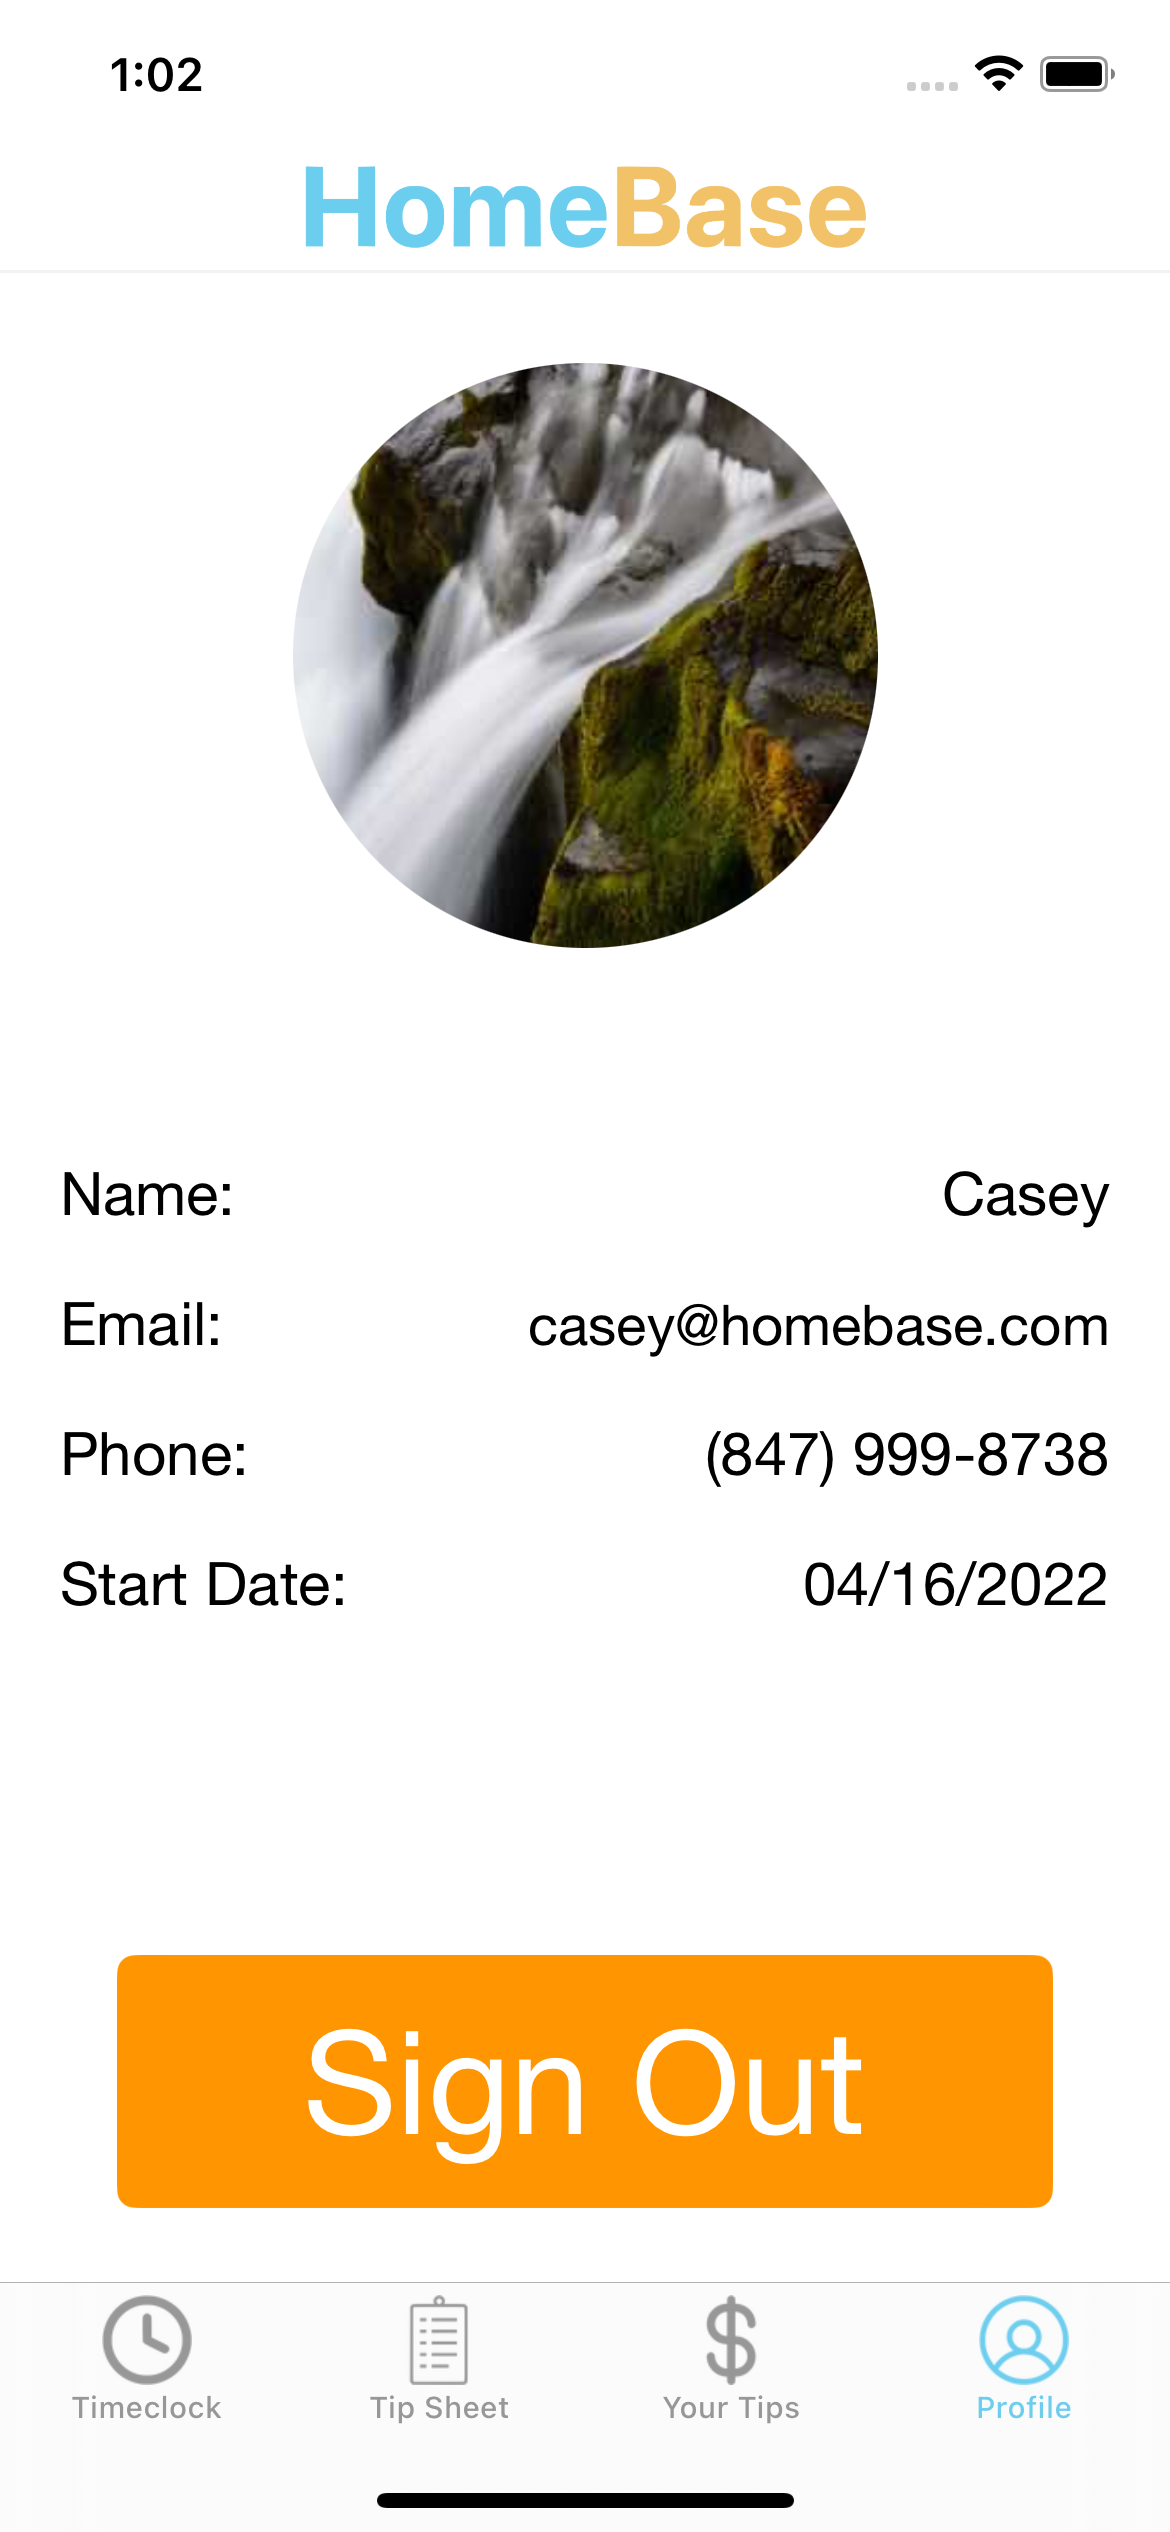 1:02
HomeBase
Name: Casey
Email: casey@homebase.com
Phone: (847) 999-8738
Start Date: 04/16/2022
Sign Out
Timeclock Tip Sheet Your Tips Profile